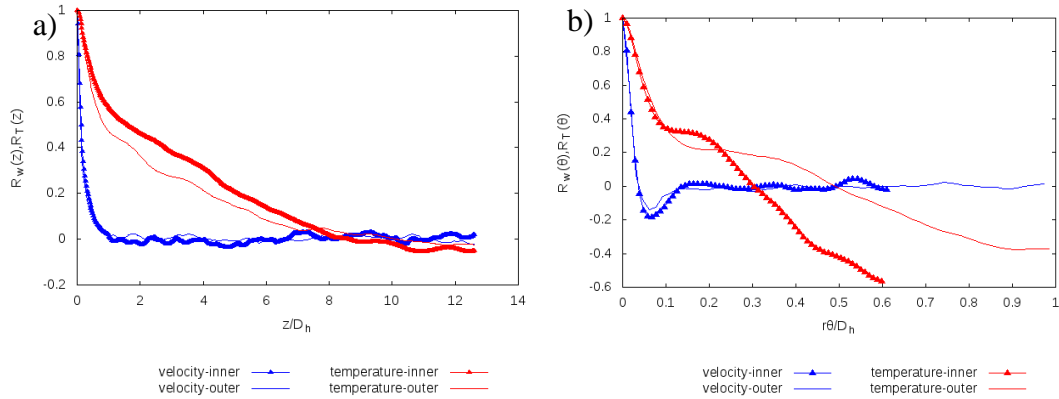 a)
R_w(z),R_T(z)
1
0.8
0.6
0.4
0.2
0
-0.2
0 2 4 6 8 10 12 14
z/D_h
velocity-inner temperature-inner
velocity-outer temperature-outer
b)
R_w(θ),R_T(θ)
1
0.8
0.6
0.4
0.2
0
-0.2
-0.4
-0.6
0 0.1 0.2 0.3 0.4 0.5 0.6 0.7 0.8 0.9 1
rθ/D_h
velocity-inner temperature-inner
velocity-outer temperature-outer